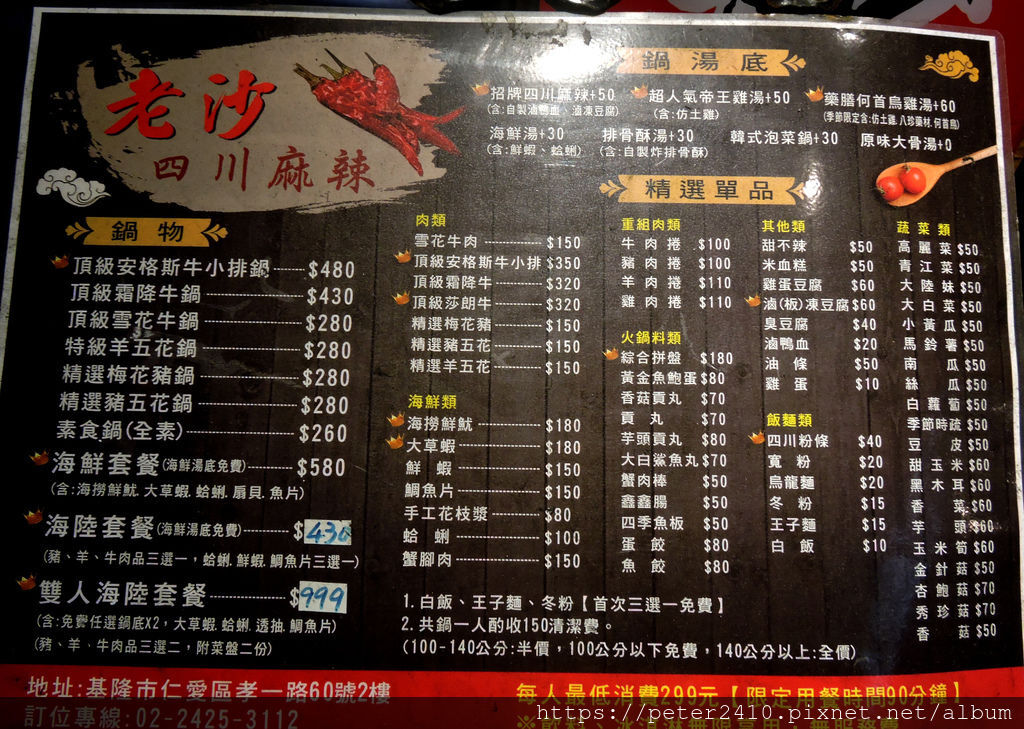 老沙
四川麻辣
鍋湯底
招牌四川麻辣+50
(含:自製滷鴨血、滷凍豆腐)
超人氣帝王雞湯+50
(含:仿土雞)
藥膳何首烏雞湯+60
(季節限定含:仿土雞.八珍藥材.何首烏)
海鮮湯+30
(含:鮮蝦、蛤蜊)
排骨酥湯+30
(含:自製炸排骨酥)
韓式泡菜鍋+30
原味大骨湯+0
鍋物
頂級安格斯牛小排鍋------$480
頂級霜降牛鍋------$430
頂級雪花牛鍋------$280
特級羊五花鍋------$280
精選梅花豬鍋------$280
精選豬五花鍋------$280
素食鍋(全素)------$260
海鮮套餐(海鮮湯底免費)------$580
(含:海撈鮮魷.大草蝦.蛤蜊.扇貝.魚片)
海陸套餐(海鮮湯底免費)------$430
(豬、羊、牛肉品三選一,蛤蜊.鮮蝦.鯛魚片三選一)
雙人海陸套餐------$999
(含:免費任選鍋底X2,大草蝦.蛤蜊.透抽.鯛魚片)
(豬、羊、牛肉品三選二,附菜盤二份)
精選單品
肉類
雪花牛肉------$150
頂級安格斯牛小排$350
頂級霜降牛------$320
頂級莎朗牛------$320
精選梅花豬------$150
精選豬五花------$150
精選羊五花------$150
海鮮類
海撈鮮魷------$180
大草蝦------$180
鮮蝦------$150
鯛魚片------$150
手工花枝漿------$80
蛤蜊------$100
蟹腳肉------$150
重組肉類
牛肉捲 $100
豬肉捲 $100
羊肉捲 $110
雞肉捲 $110
火鍋料類
綜合拼盤 $180
黃金魚鮑蛋$80
香菇貢丸 $70
貢丸 $70
芋頭貢丸 $80
大白鯊魚丸$70
蟹肉棒 $50
鑫鑫腸 $50
四季魚板 $50
蛋餃 $80
魚餃 $80
其他類
甜不辣 $50
米血糕 $50
雞蛋豆腐 $60
滷(板)凍豆腐$60
臭豆腐 $40
滷鴨血 $20
油條 $50
雞蛋 $10
飯麵類
四川粉條 $40
寬粉 $20
烏龍麵 $20
冬粉 $15
王子麵 $15
白飯 $10
蔬菜類
高麗菜$50
青江菜$50
大陸妹$50
大白菜$50
小黃瓜$50
馬鈴薯$50
南瓜$50
絲瓜$50
白蘿蔔$50
季節時蔬$50
豆皮$50
甜玉米$60
黑木耳$60
香菜$60
芋頭$60
玉米筍$60
金針菇$50
杏鮑菇$70
秀珍菇$70
香菇$50
1.白飯、王子麵、冬粉【首次三選一免費】
2.共鍋一人酌收150清潔費。
(100-140公分:半價,100公分以下免費,140公分以上:全價)
地址:基隆市仁愛區孝一路60號2樓
訂位專線:02-2425-3112
每人最低消費299元【限定用餐時間90分鐘】
https://peter2410.pixnet.net/album